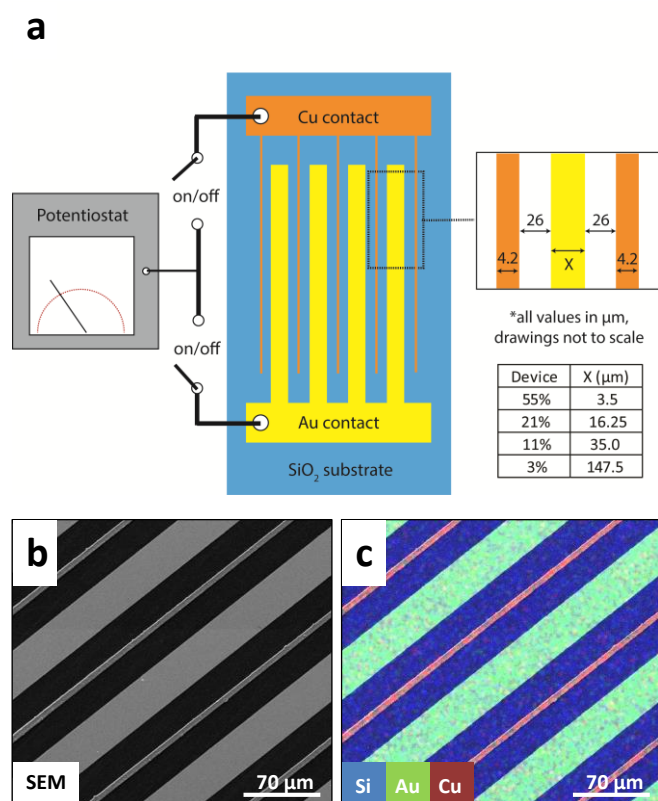 a
Cu contact
on/off
Potentiostat
26
26
4.2
4.2
X
*all values in µm,
drawings not to scale
on/off
Device X (µm)
55% 3.5
21% 16.25
11% 35.0
3% 147.5
Au contact
SiO₂ substrate
b
SEM
70 µm
c
Si Au Cu
70 µm